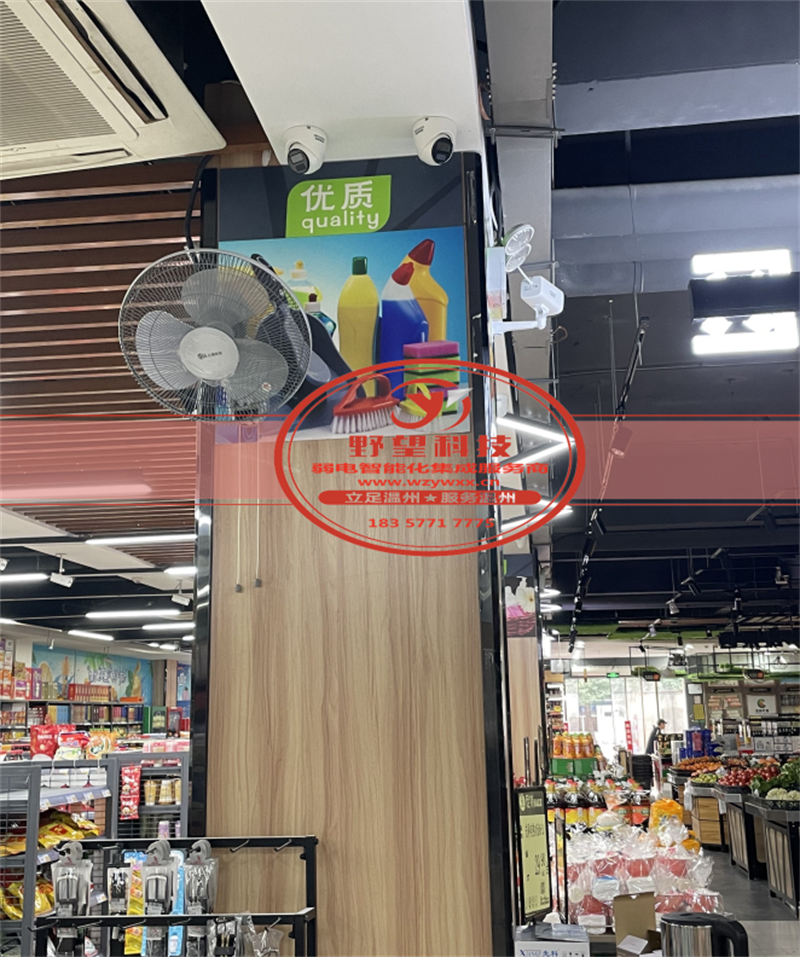 优质
quality
野望科技
弱电智能化集成服务商
www.wzywxx.cn
立足温州★服务温州
183 5771 7775